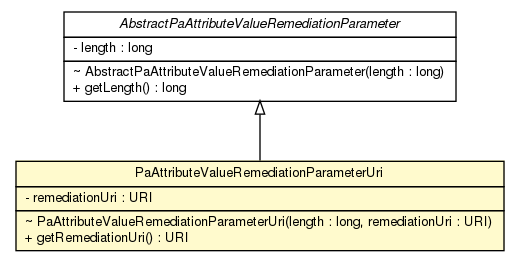 AbstractPaAttributeValueRemediationParameter
- length : long
~ AbstractPaAttributeValueRemediationParameter(length : long)
+ getLength() : long
PaAttributeValueRemediationParameterUri
- remediationUri : URI
~ PaAttributeValueRemediationParameterUri(length : long, remediationUri : URI)
+ getRemediationUri() : URI